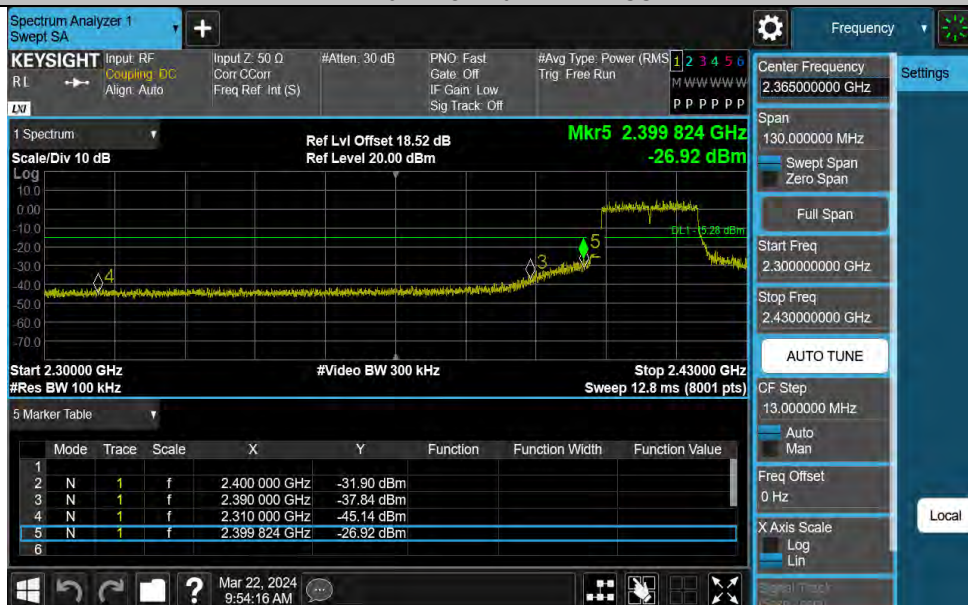 Spectrum Analyzer 1
Swept SA
+
Frequency
KEYSIGHT
RL
LXI
Input: RF
Coupling: DC
Align: Auto
Input Z: 50 Ω
Corr CCorr
Freq Ref: Int (S)
#Atten: 30 dB
PNO: Fast
Gate: Off
IF Gain: Low
Sig Track: Off
#Avg Type: Power (RMS
Trig: Free Run
1 2 3 4 5 6
M W W W W W
P P P P P P
1 Spectrum
Scale/Div 10 dB
Ref Lvl Offset 18.52 dB
Ref Level 20.00 dBm
Mkr5 2.399 824 GHz
-26.92 dBm
Log
10.0
0.00
-10.0
-20.0
-30.0
-40.0
-50.0
-60.0
-70.0
4
3
5
DL1 -15.28 dBm
Start 2.30000 GHz
#Res BW 100 kHz
#Video BW 300 kHz
Stop 2.43000 GHz
Sweep 12.8 ms (8001 pts)
5 Marker Table
Mode Trace Scale X Y Function Function Width Function Value
1
2 N 1 f 2.400 000 GHz -31.90 dBm
3 N 1 f 2.390 000 GHz -37.84 dBm
4 N 1 f 2.310 000 GHz -45.14 dBm
5 N 1 f 2.399 824 GHz -26.92 dBm
6
?
Mar 22, 2024
9:54:16 AM
Center Frequency
2.365000000 GHz
Span
130.000000 MHz
Swept Span
Zero Span
Full Span
Start Freq
2.300000000 GHz
Stop Freq
2.430000000 GHz
AUTO TUNE
CF Step
13.000000 MHz
Auto
Man
Freq Offset
0 Hz
X Axis Scale
Log
Lin
Signal Track
Settings
Local